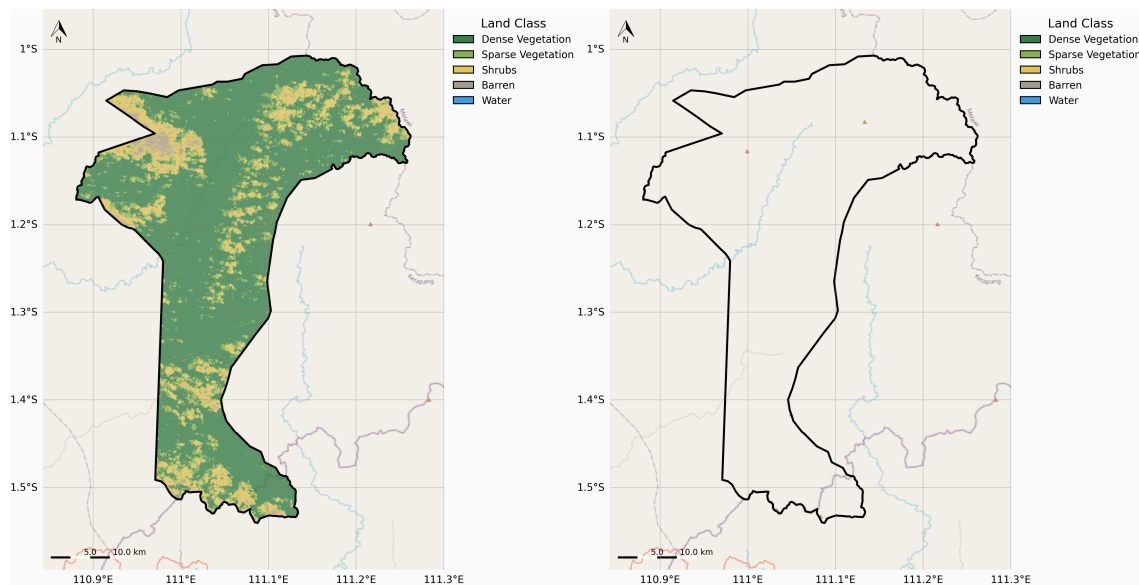 Land Class
Dense Vegetation
Sparse Vegetation
Shrubs
Barren
Water
N
1°S
1.1°S
1.2°S
1.3°S
1.4°S
1.5°S
Melawi
Ketapang
5.0 10.0 km
110.9°E 111°E 111.1°E 111.2°E 111.3°E
Land Class
Dense Vegetation
Sparse Vegetation
Shrubs
Barren
Water
N
1°S
1.1°S
1.2°S
1.3°S
1.4°S
1.5°S
Ketapang
5.0 10.0 km
110.9°E 111°E 111.1°E 111.2°E 111.3°E